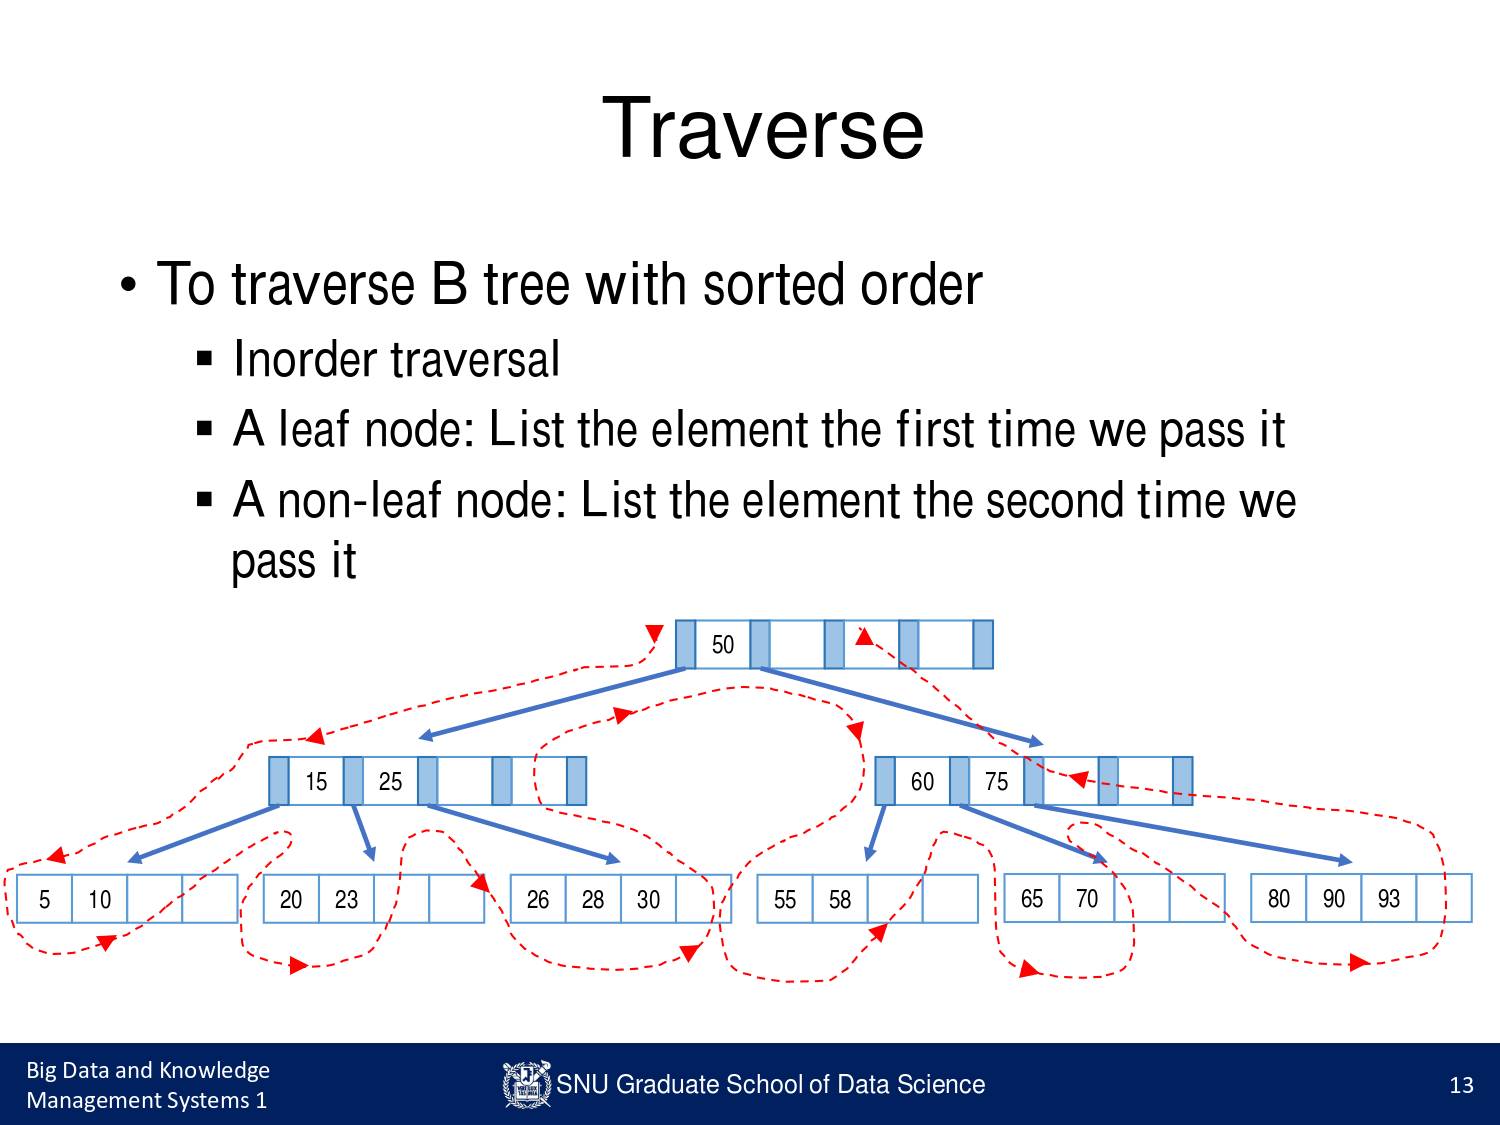 Traverse
• To traverse B tree with sorted order
▪ Inorder traversal
▪ A leaf node: List the element the first time we pass it
▪ A non-leaf node: List the element the second time we
pass it
50
15 25
60 75
5 10
20 23
26 28 30
55 58
65 70
80 90 93
Big Data and Knowledge
Management Systems 1
SNU Graduate School of Data Science
13